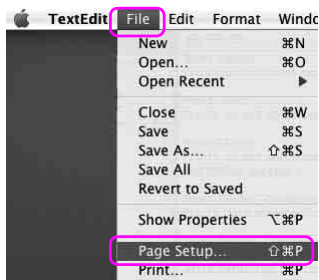 TextEdit File Edit Format Windo
New ⌘N
Open... ⌘O
Open Recent ▶
Close ⌘W
Save ⌘S
Save As... ⇧⌘S
Save All
Revert to Saved
Show Properties ⌥⌘P
Page Setup... ⇧⌘P
Print... ⌘P